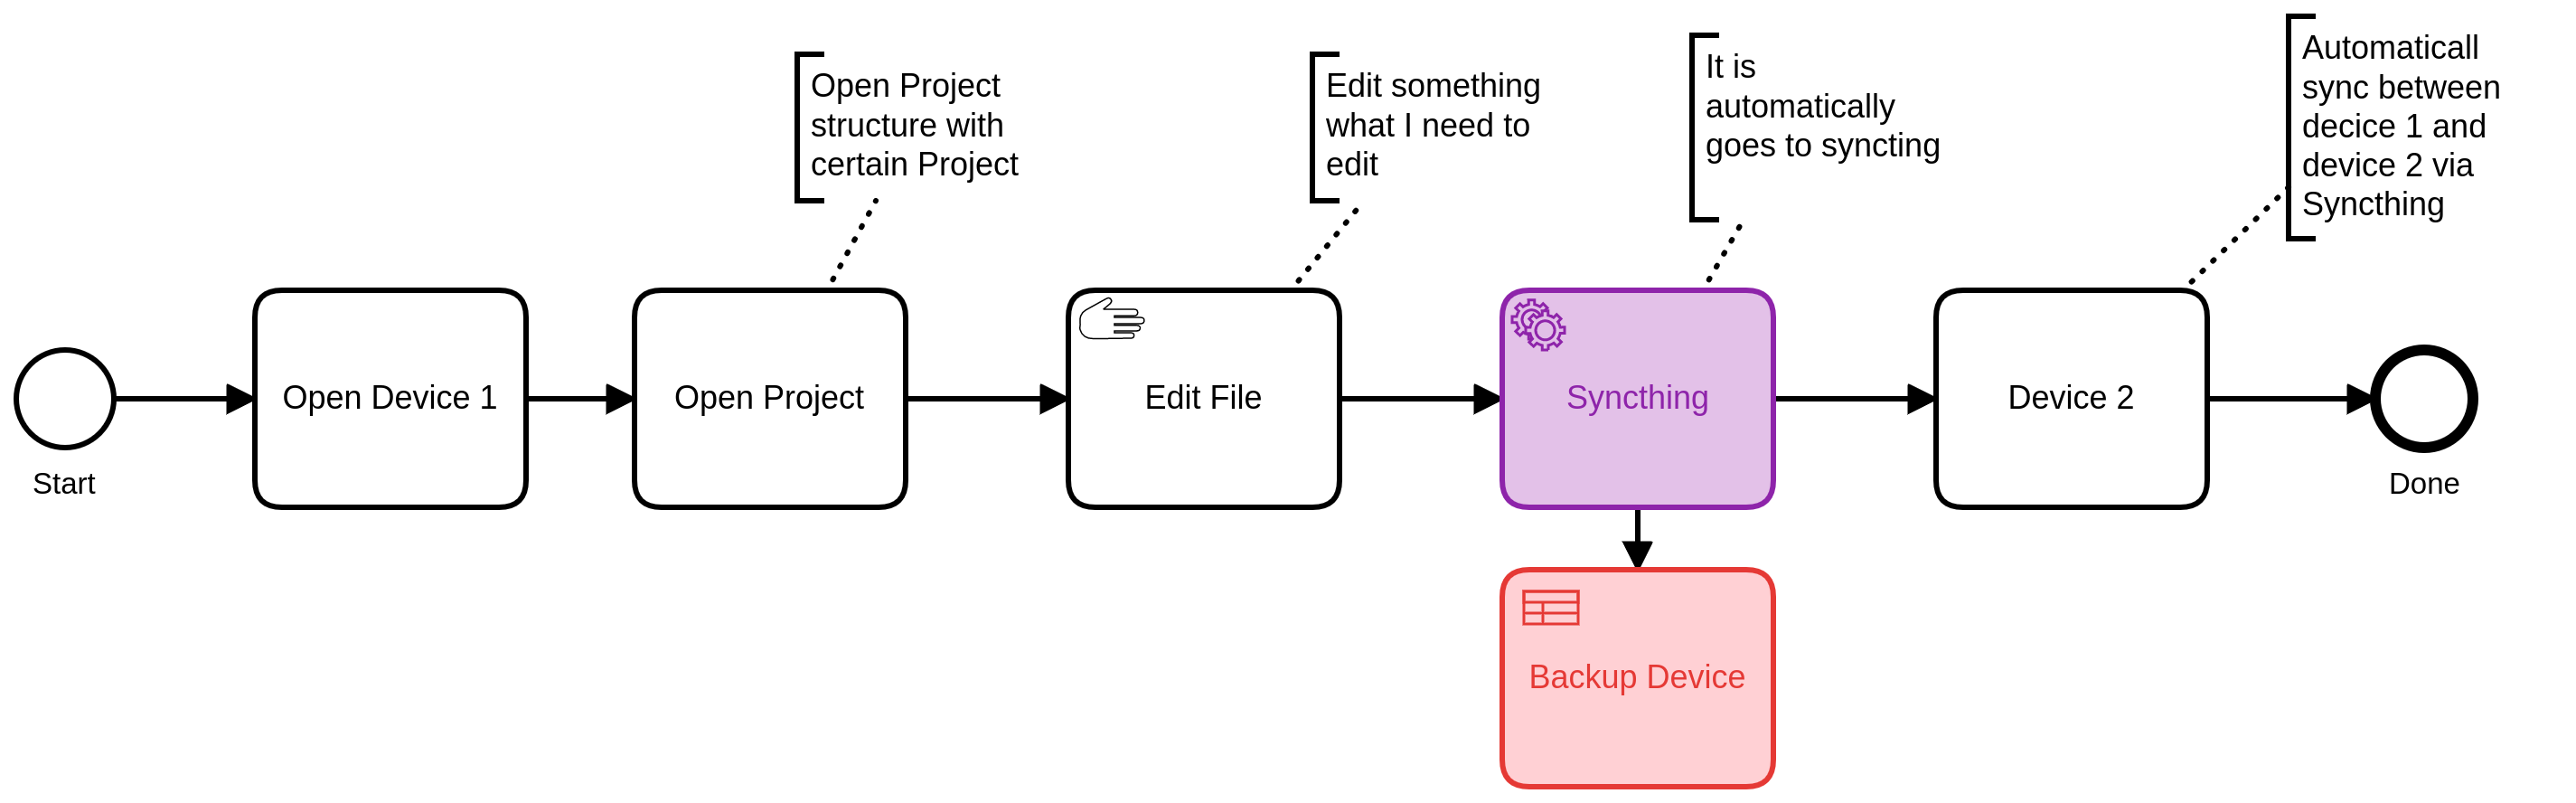 Open Project
structure with
certain Project
Edit something
what I need to
edit
It is
automatically
goes to syncting
Automaticall
sync between
decice 1 and
device 2 via
Syncthing
Start
Open Device 1
Open Project
Edit File
Syncthing
Device 2
Done
Backup Device